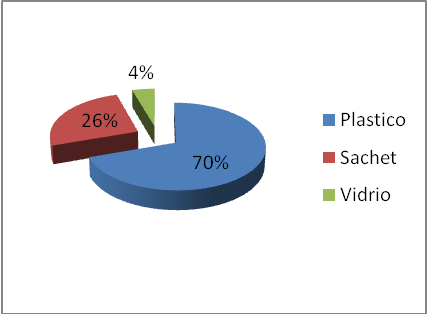 4%
26%
70%
Plastico
Sachet
Vidrio